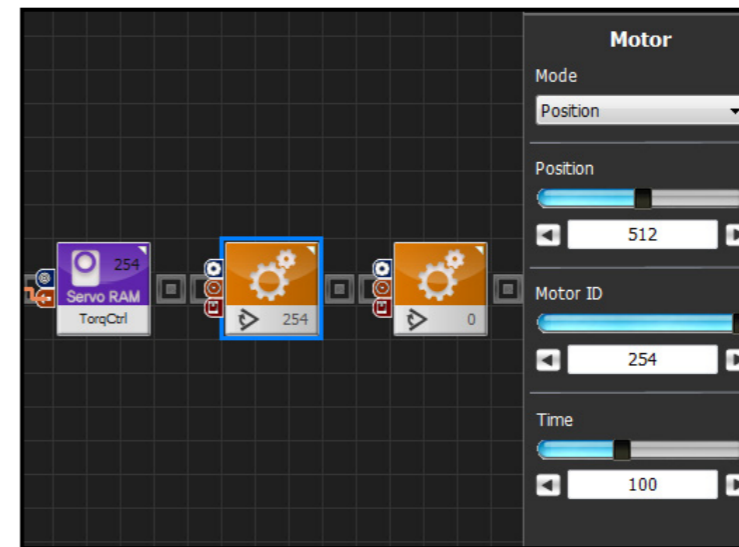 254
Servo RAM
TorqCtrl
254
0
Motor
Mode
Position
Position
512
Motor ID
254
Time
100